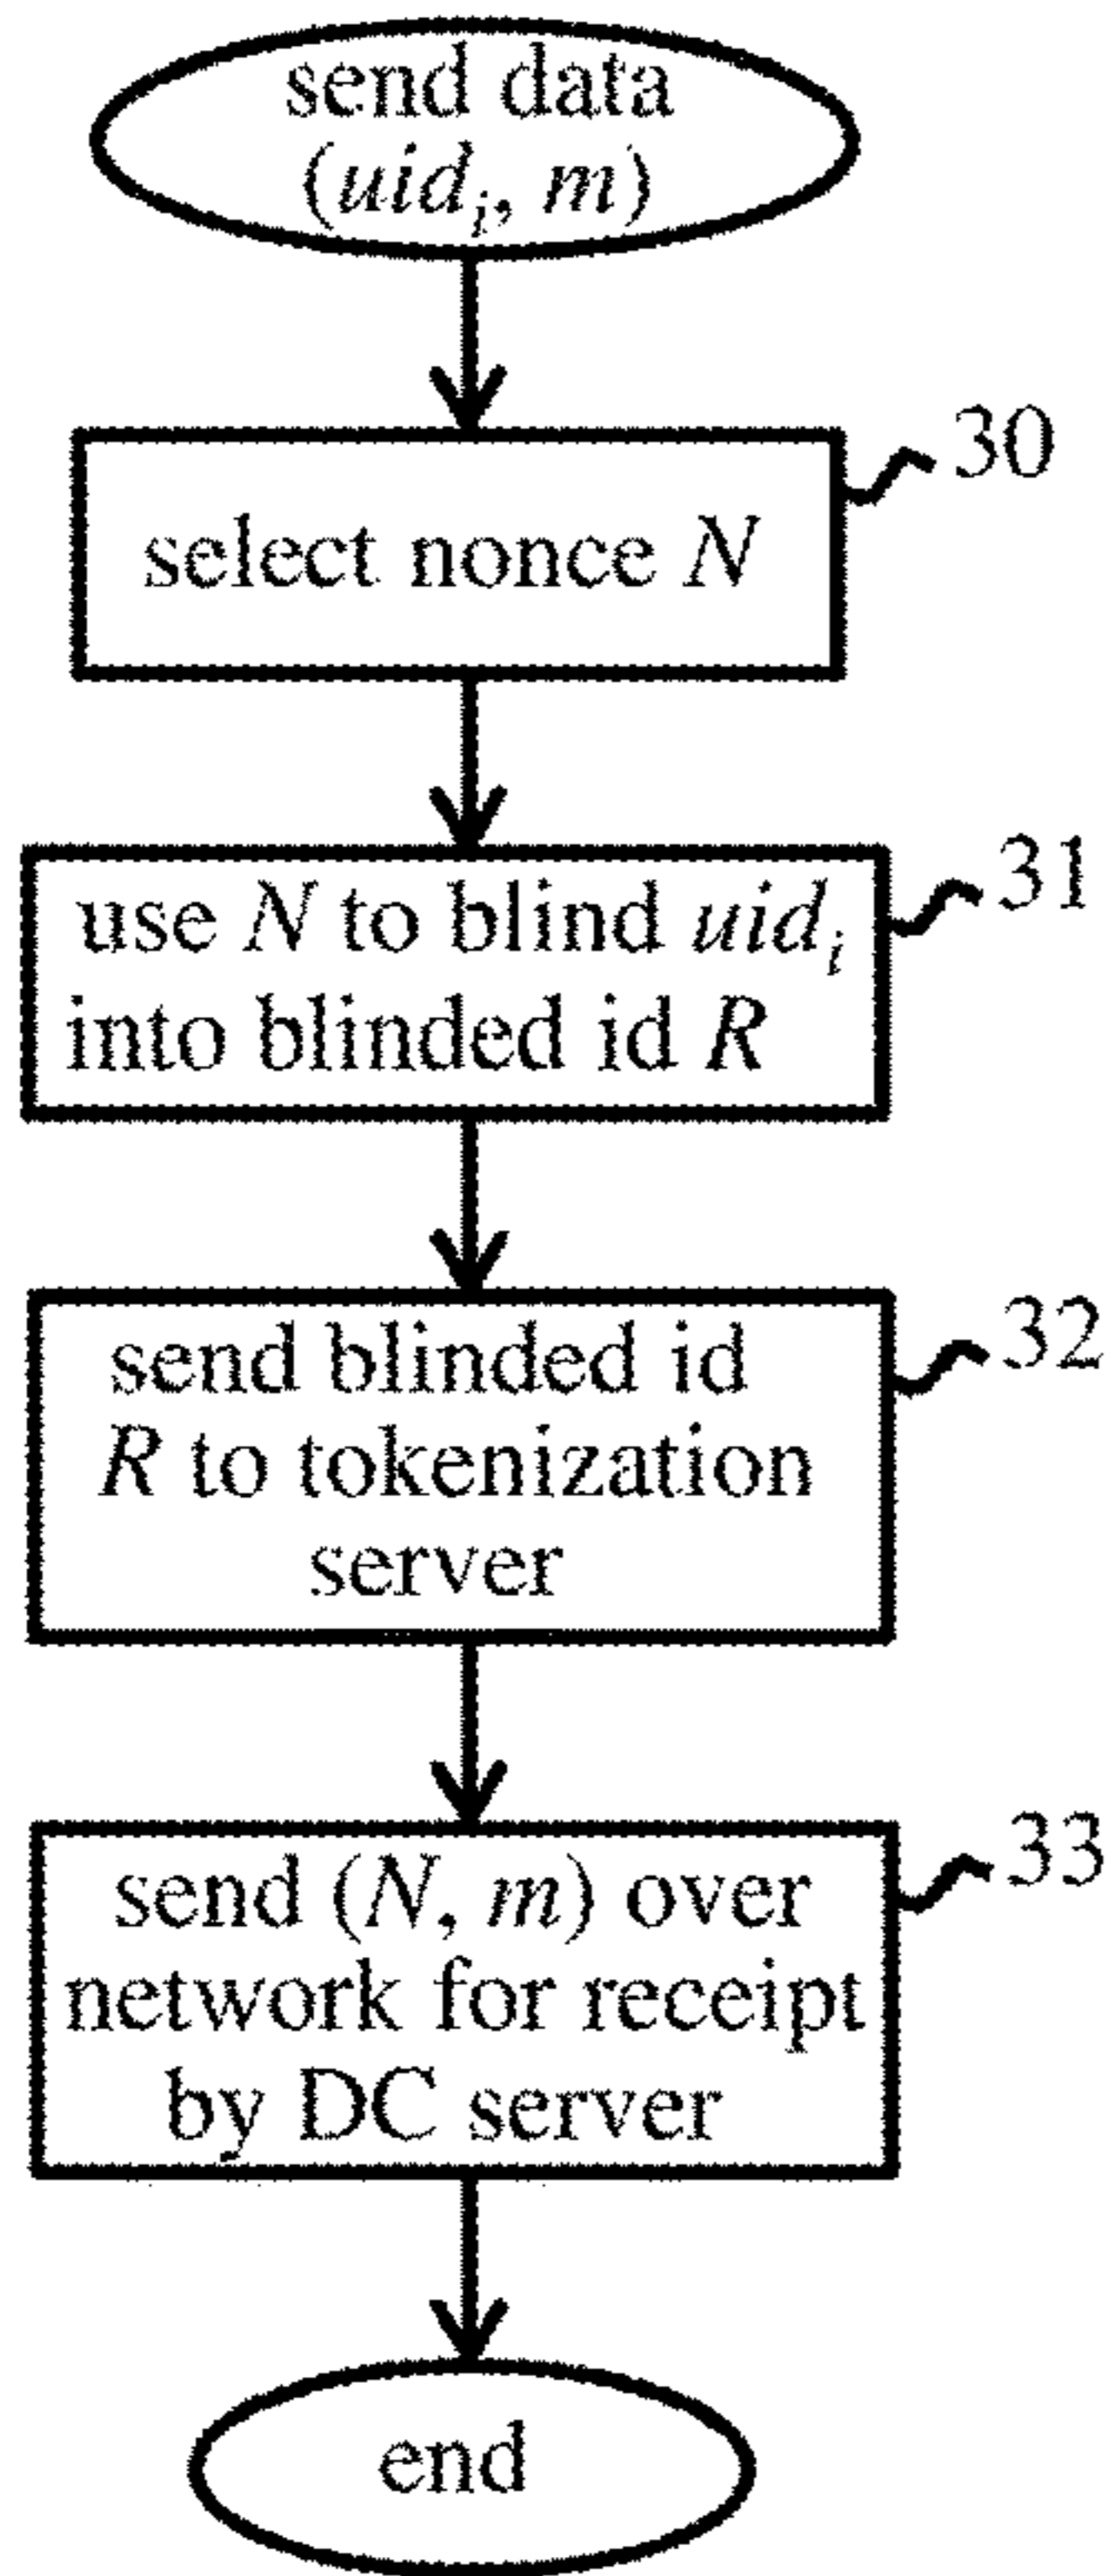 send data
(uidᵢ, m)
30
select nonce N
31
use N to blind uidᵢ
into blinded id R
32
send blinded id
R to tokenization
server
33
send (N, m) over
network for receipt
by DC server
end